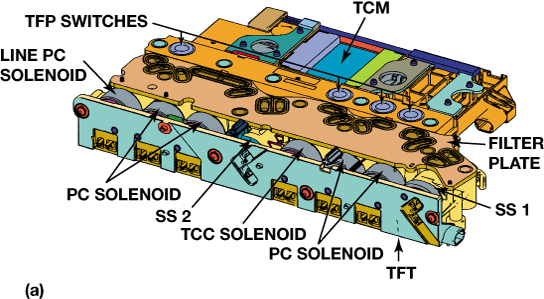 TFP SWITCHES
TCM
LINE PC
SOLENOID
FILTER
PLATE
PC SOLENOID
SS 2
SS 1
TCC SOLENOID
PC SOLENOID
TFT
(a)